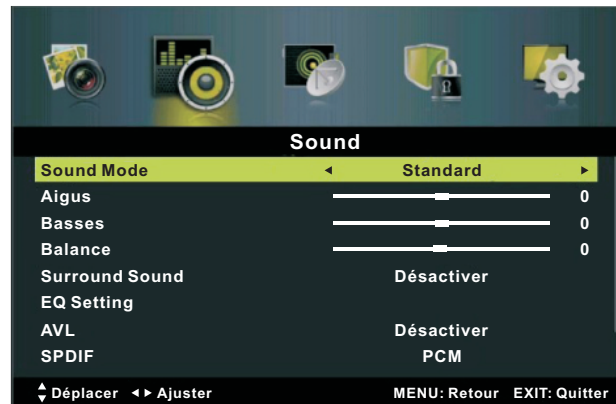 Sound
Sound Mode ◄ Standard ►
Aigus 0
Basses 0
Balance 0
Surround Sound Désactiver
EQ Setting
AVL Désactiver
SPDIF PCM
Déplacer ◄► Ajuster MENU: Retour EXIT: Quitter